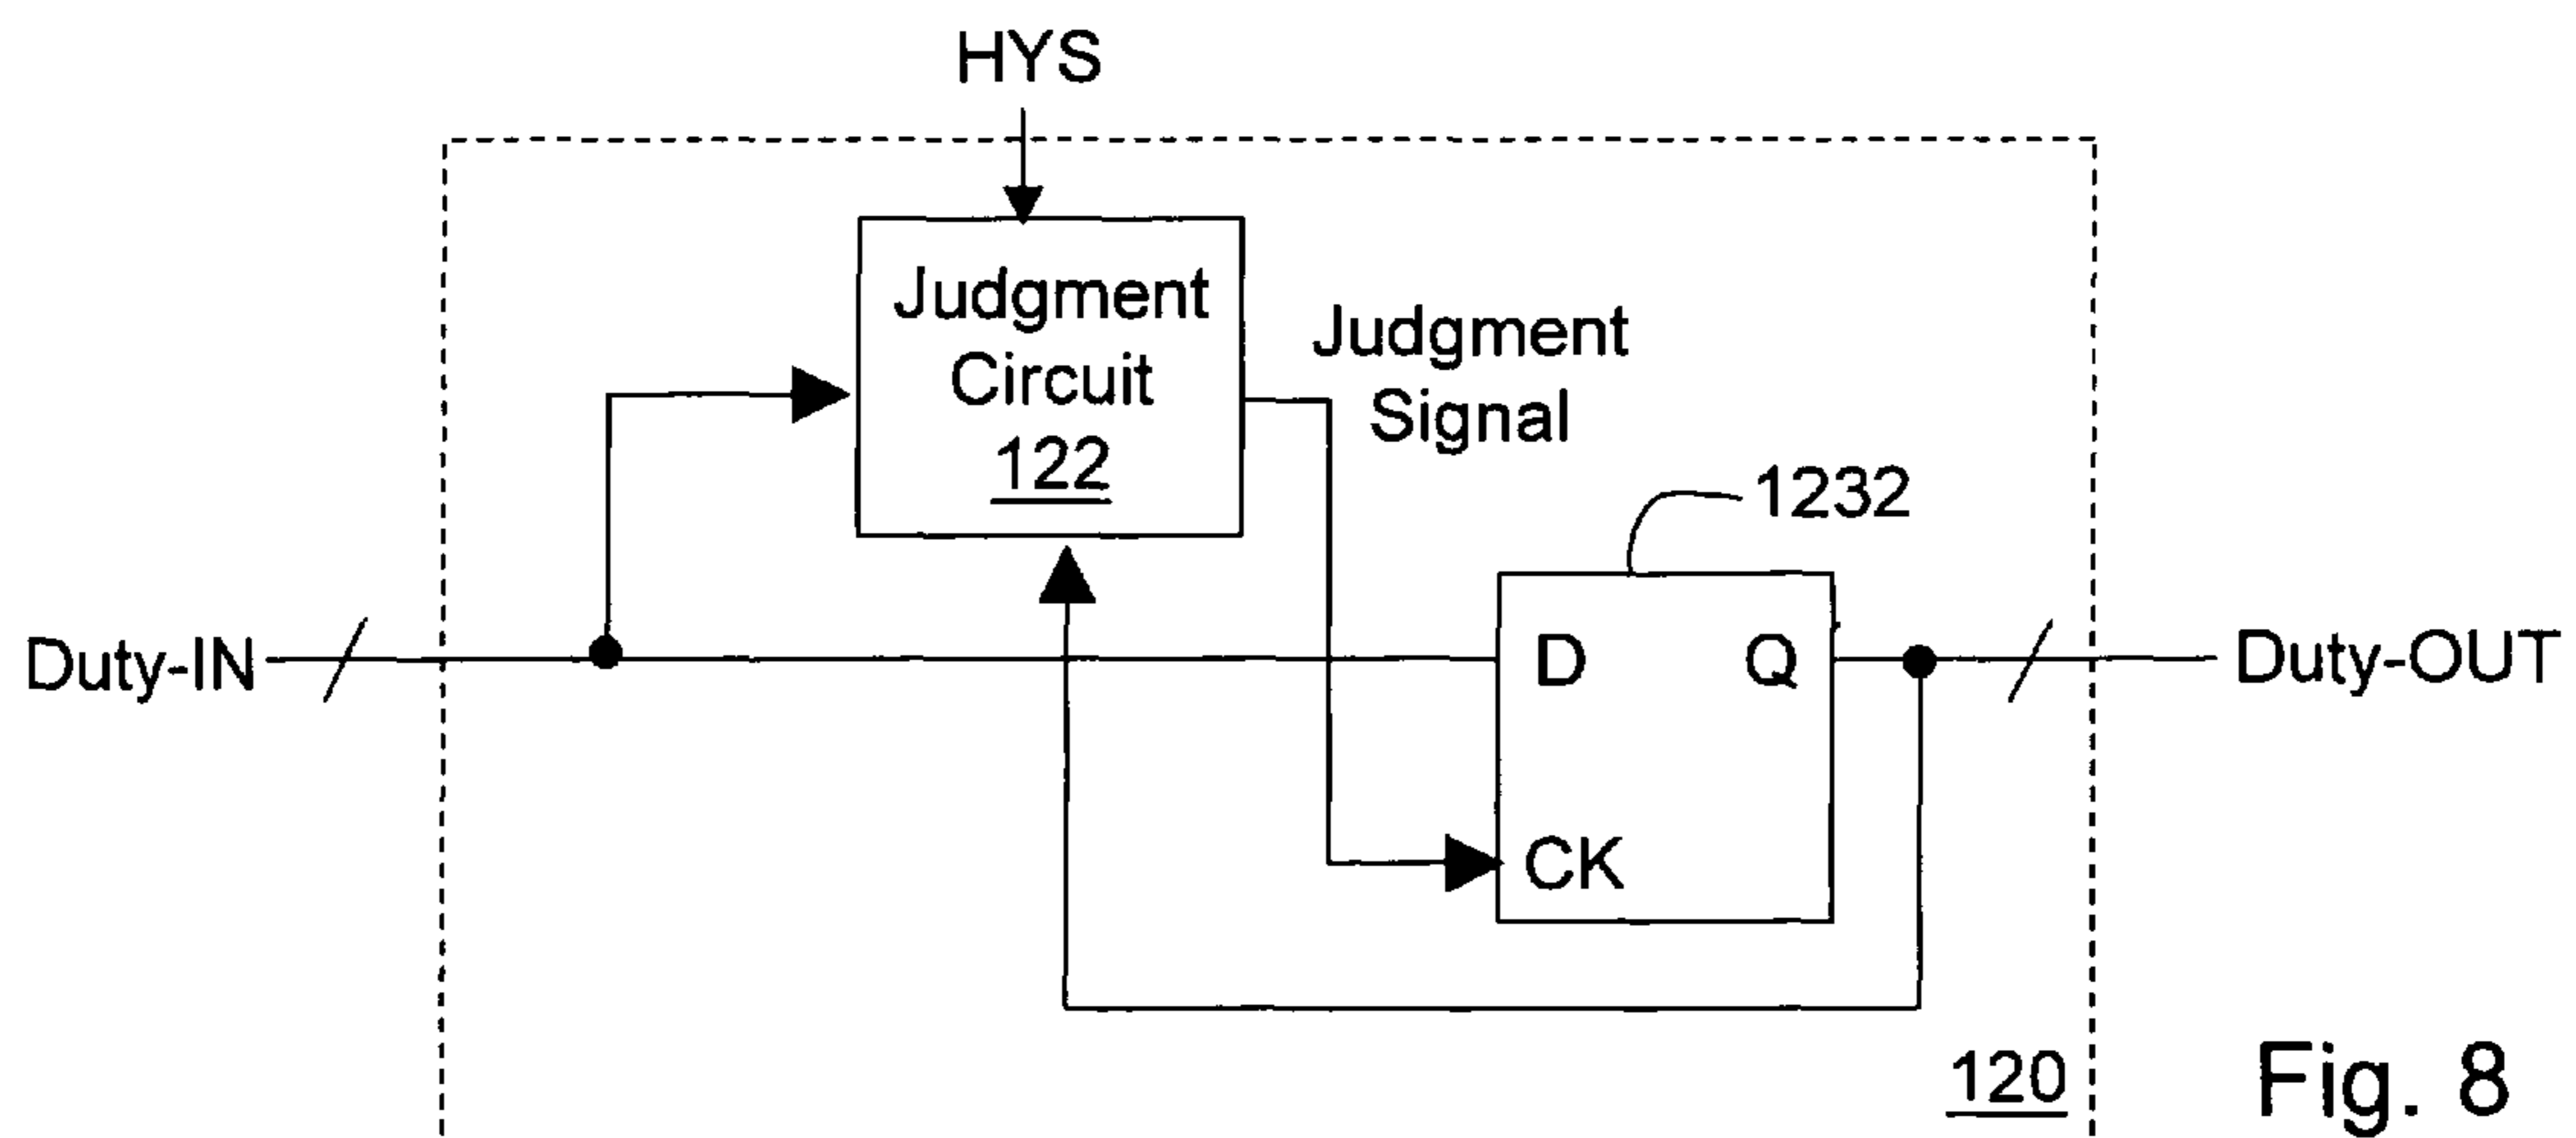 HYS
Judgment
Circuit
122
Judgment
Signal
1232
Duty-IN
D
Q
Duty-OUT
CK
120
Fig. 8